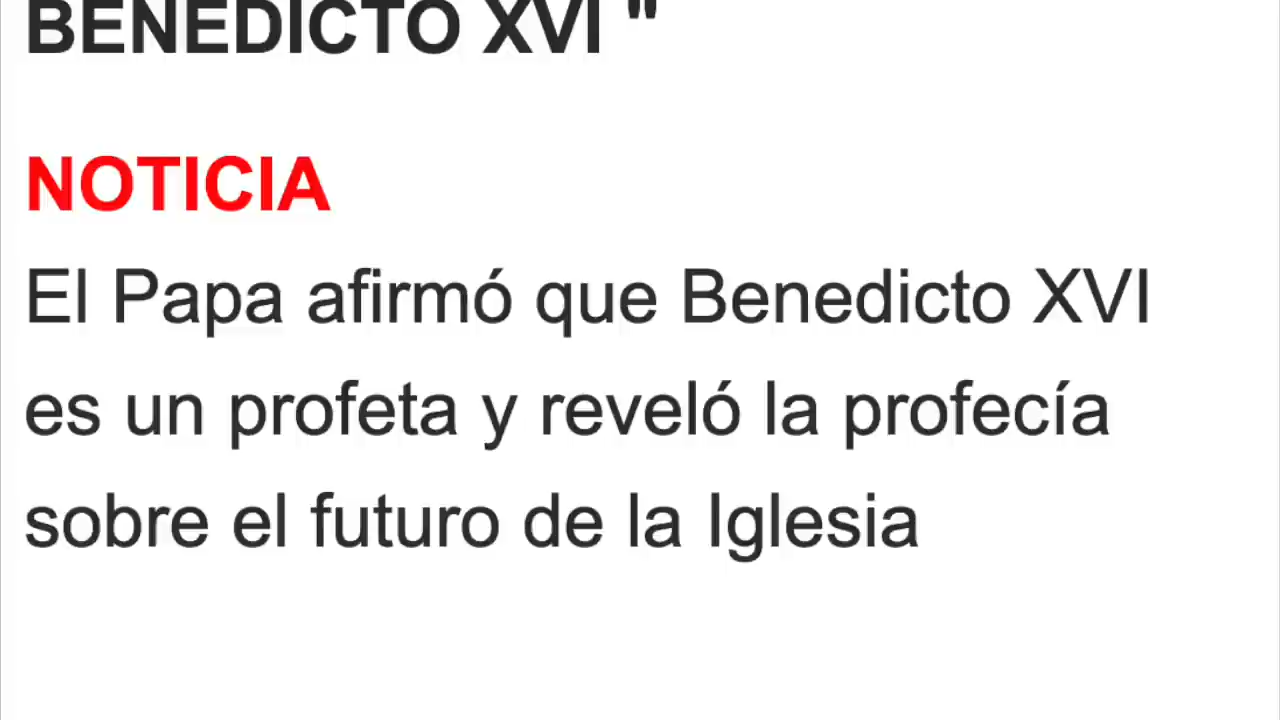 BENEDICTO XVI "
NOTICIA
El Papa afirmó que Benedicto XVI
es un profeta y reveló la profecía
sobre el futuro de la Iglesia